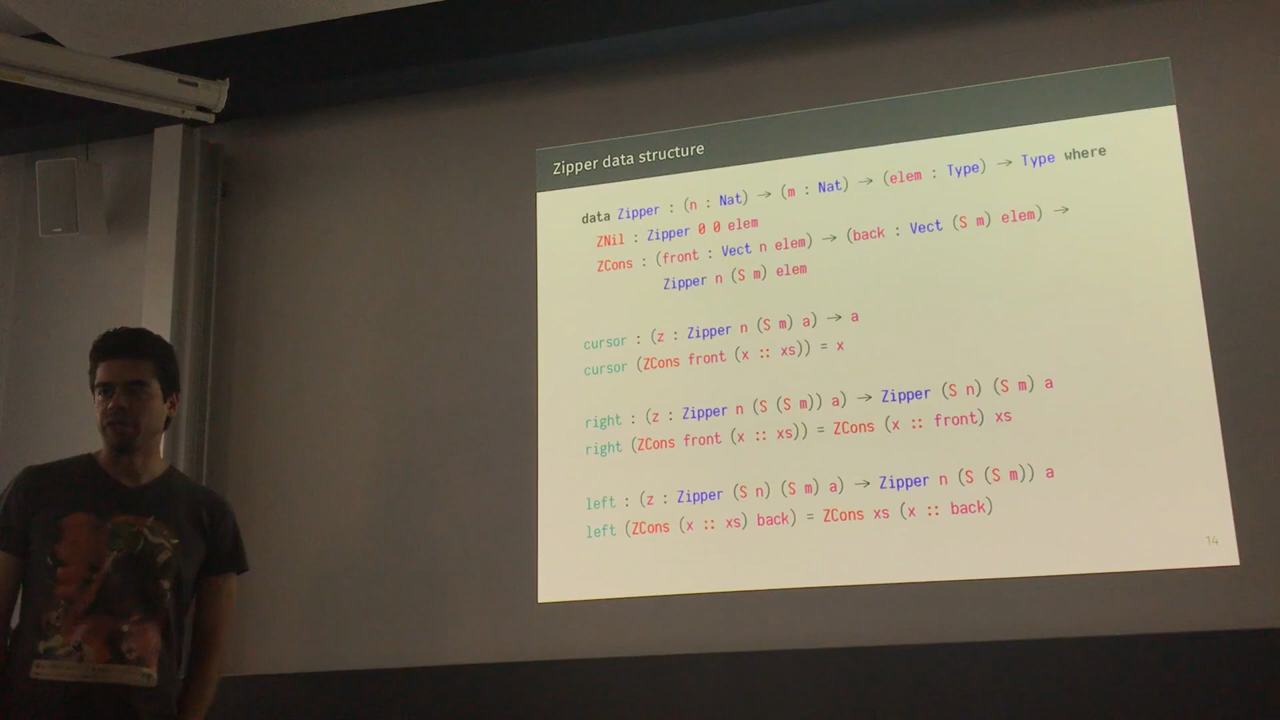 Zipper data structure
data Zipper : (n : Nat) → (m : Nat) → (elem : Type) → Type where
ZNil : Zipper 0 0 elem
ZCons : (front : Vect n elem) → (back : Vect (S m) elem) →
Zipper n (S m) elem
cursor : (z : Zipper n (S m) a) → a
cursor (ZCons front (x :: xs)) = x
right : (z : Zipper n (S (S m)) a) → Zipper (S n) (S m) a
right (ZCons front (x :: xs)) = ZCons (x :: front) xs
left : (z : Zipper (S n) (S m) a) → Zipper n (S (S m)) a
left (ZCons (x :: xs) back) = ZCons xs (x :: back)
14